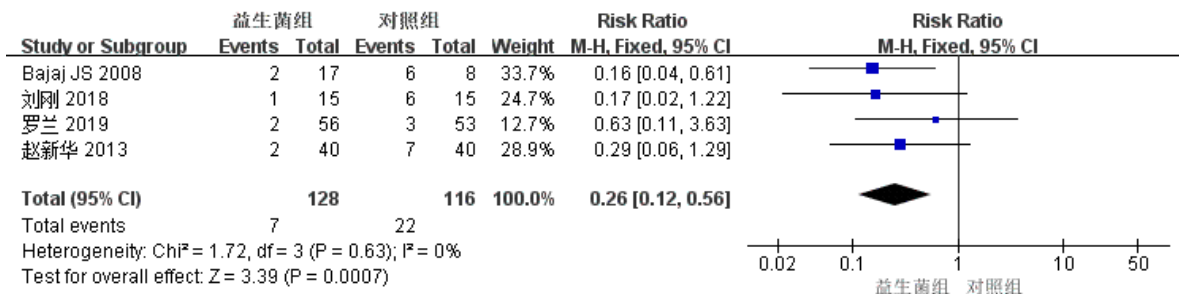 益生菌组 对照组 Risk Ratio Risk Ratio
Study or Subgroup Events Total Events Total Weight M-H, Fixed, 95% CI M-H, Fixed, 95% CI
Bajaj JS 2008 2 17 6 8 33.7% 0.16 [0.04, 0.61]
刘刚 2018 1 15 6 15 24.7% 0.17 [0.02, 1.22]
罗兰 2019 2 56 3 53 12.7% 0.63 [0.11, 3.63]
赵新华 2013 2 40 7 40 28.9% 0.29 [0.06, 1.29]
Total (95% CI) 128 116 100.0% 0.26 [0.12, 0.56]
Total events 7 22
Heterogeneity: Chi² = 1.72, df = 3 (P = 0.63); I² = 0%
Test for overall effect: Z = 3.39 (P = 0.0007)
0.02 0.1 1 10 50
益生菌组 对照组